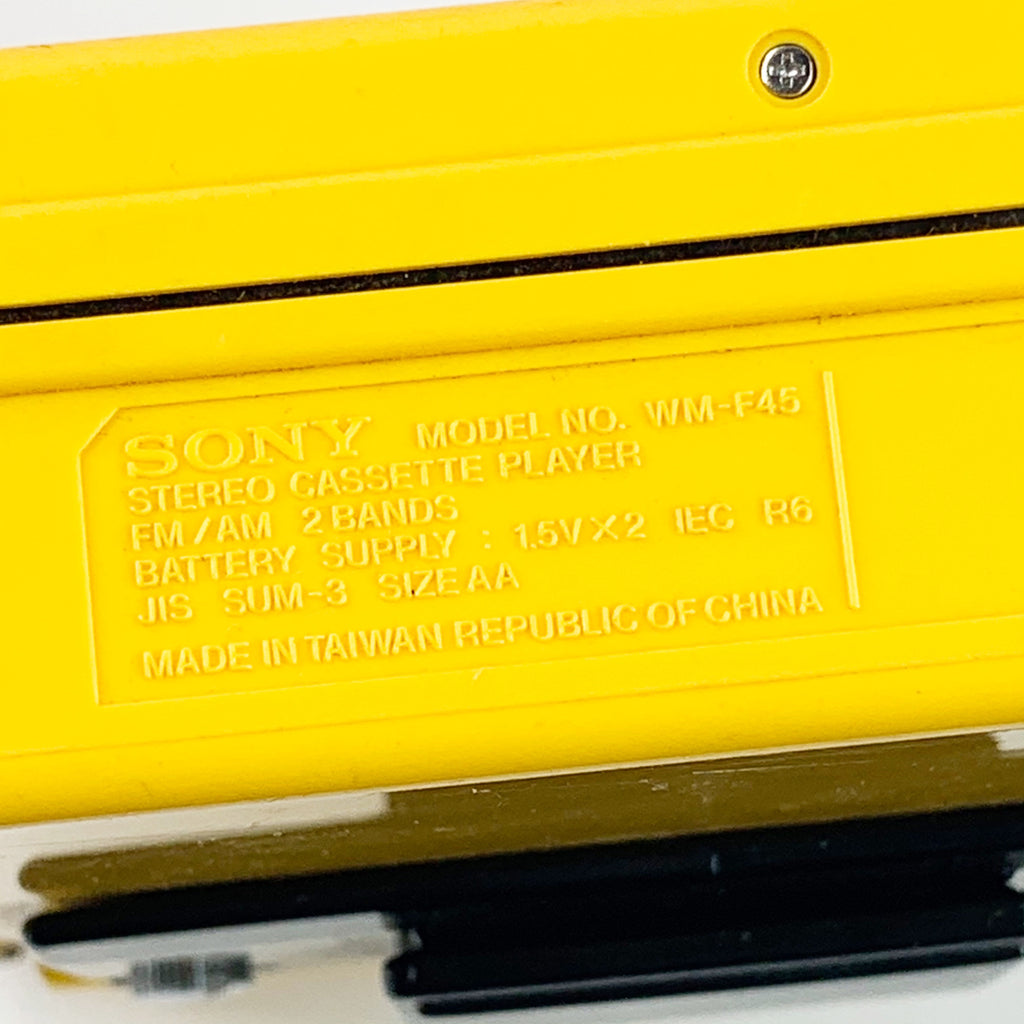 SONY MODEL NO. WM-F45
STEREO CASSETTE PLAYER
FM/AM 2 BANDS
BATTERY SUPPLY : 1.5V×2 IEC R6
JIS SUM-3 SIZE AA
MADE IN TAIWAN REPUBLIC OF CHINA